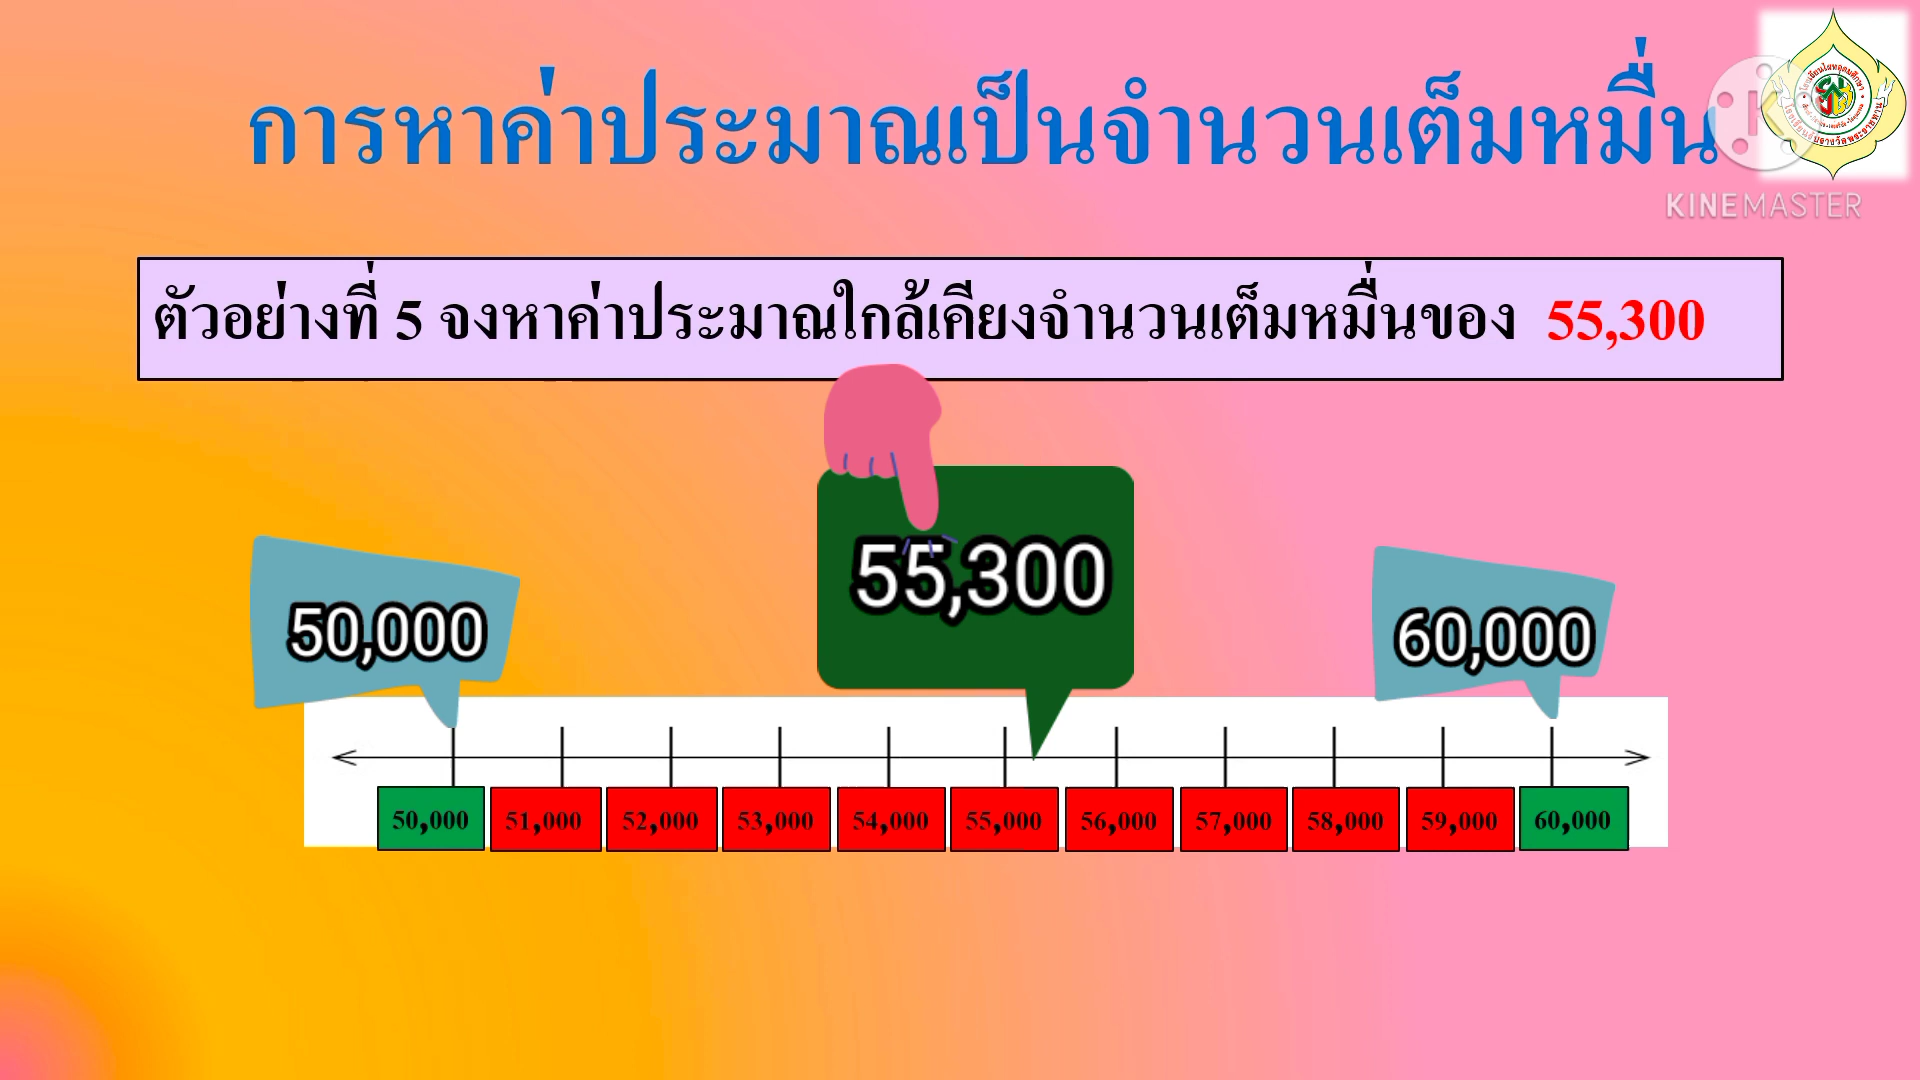 การหาค่าประมาณเป็นจำนวนเต็มหมื่น
KINEMASTER
ตัวอย่างที่ 5 จงหาค่าประมาณใกล้เคียงจำนวนเต็มหมื่นของ 55,300
55,300
50,000
60,000
50,000 51,000 52,000 53,000 54,000 55,000 56,000 57,000 58,000 59,000 60,000